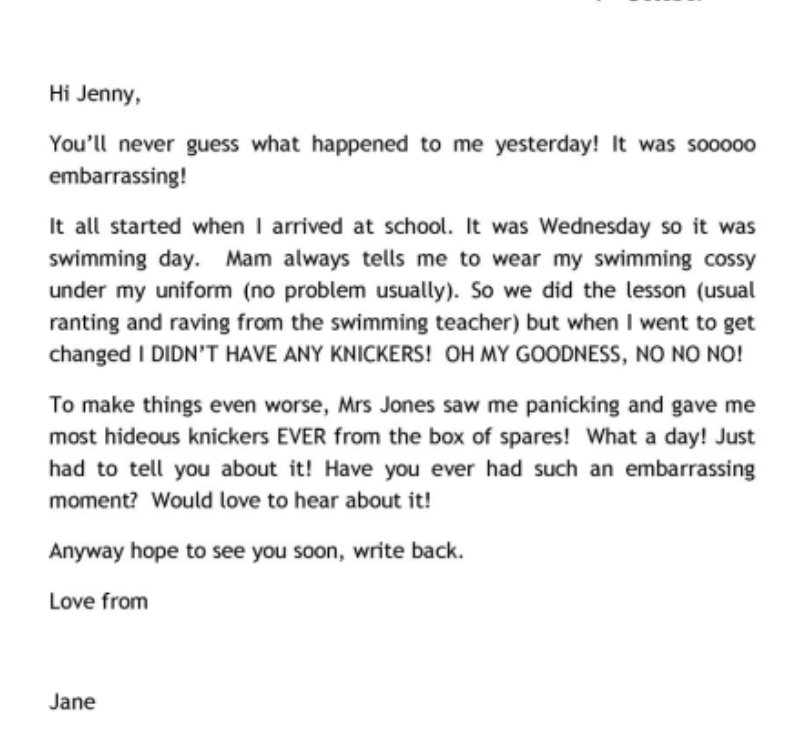 Hi Jenny,
You'll never guess what happened to me yesterday! It was sooooo
embarrassing!
It all started when I arrived at school. It was Wednesday so it was
swimming day.  Mam always tells me to wear my swimming cossy
under my uniform (no problem usually). So we did the lesson (usual
ranting and raving from the swimming teacher) but when I went to get
changed I DIDN'T HAVE ANY KNICKERS!  OH MY GOODNESS, NO NO NO!
To make things even worse, Mrs Jones saw me panicking and gave me
most hideous knickers EVER from the box of spares!  What a day! Just
had to tell you about it! Have you ever had such an embarrassing
moment?  Would love to hear about it!
Anyway hope to see you soon, write back.
Love from
Jane